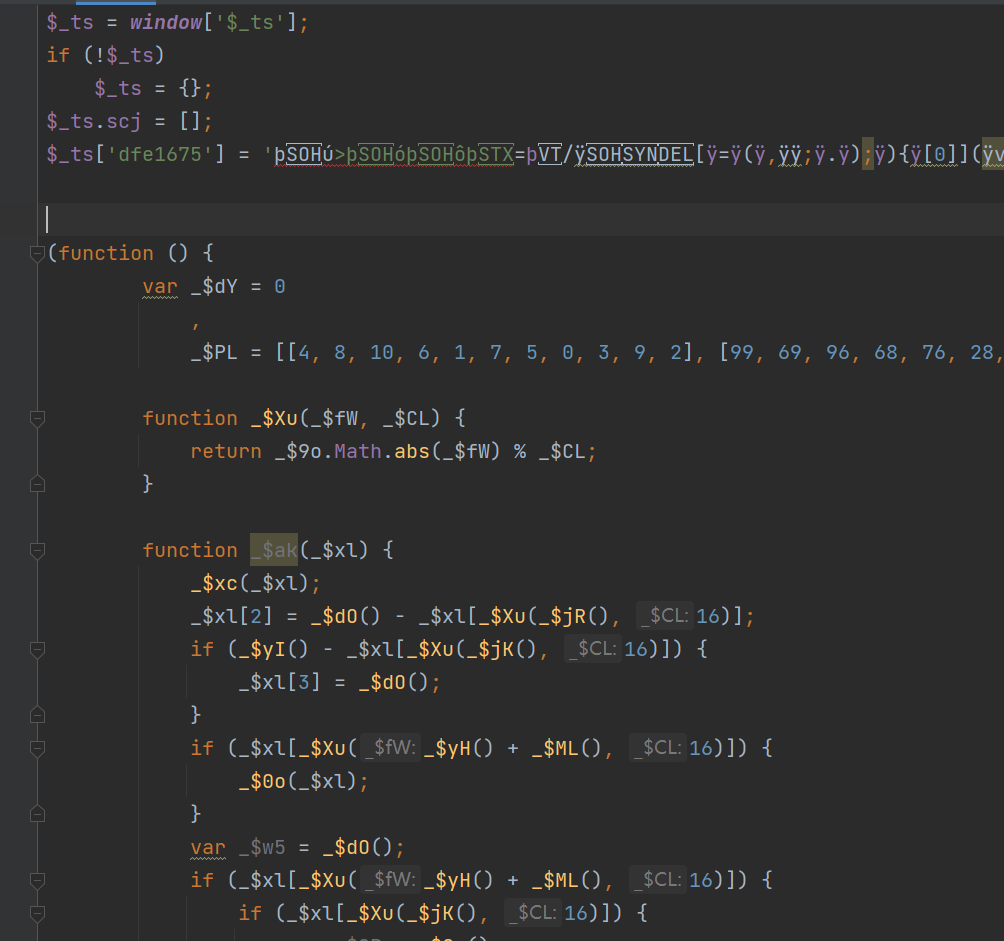 $_ts = window['$_ts'];
if (!$_ts)
$_ts = {};
$_ts.scj = [];
$_ts['dfe1675'] = 'þSOHú>þSOHóþSOHôþSTX=þVT/ÿSOHSYNDEL[ÿ=ÿ(ÿ,ÿÿ;ÿ.ÿ);ÿ){ÿ[0]](ÿv
(function () {
var _$dY = 0
,
_$PL = [[4, 8, 10, 6, 1, 7, 5, 0, 3, 9, 2], [99, 69, 96, 68, 76, 28,
function _$Xu(_$fW, _$CL) {
return _$9o.Math.abs(_$fW) % _$CL;
}
function _$ak(_$xl) {
_$xc(_$xl);
_$xl[2] = _$dO() - _$xl[_$Xu(_$jR(), _$CL: 16)];
if (_$yI() - _$xl[_$Xu(_$jK(), _$CL: 16)]) {
_$xl[3] = _$dO();
}
if (_$xl[_$Xu( _$fW: _$yH() + _$ML(), _$CL: 16)]) {
_$0o(_$xl);
}
var _$w5 = _$dO();
if (_$xl[_$Xu( _$fW: _$yH() + _$ML(), _$CL: 16)]) {
if (_$xl[_$Xu(_$jK(), _$CL: 16)]) {